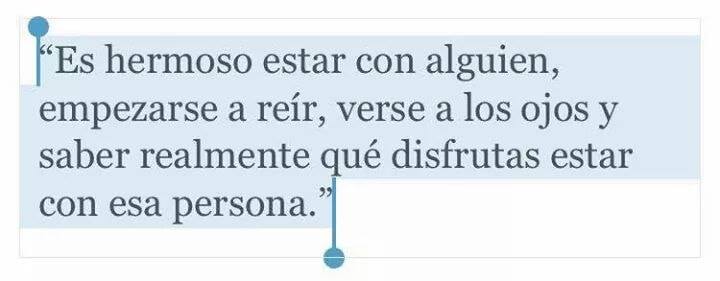 “Es hermoso estar con alguien,
empezarse a reír, verse a los ojos y
saber realmente qué disfrutas estar
con esa persona.”